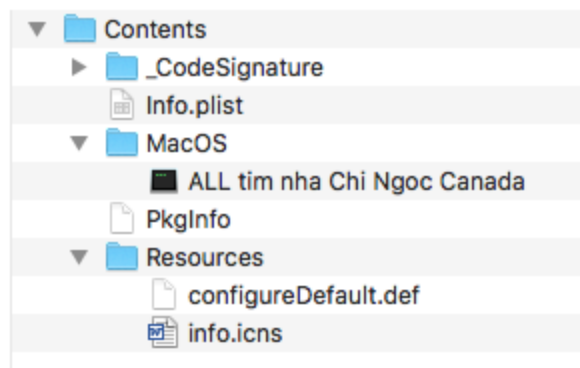 Contents
_CodeSignature
Info.plist
MacOS
ALL tim nha Chi Ngoc Canada
PkgInfo
Resources
configureDefault.def
info.icns